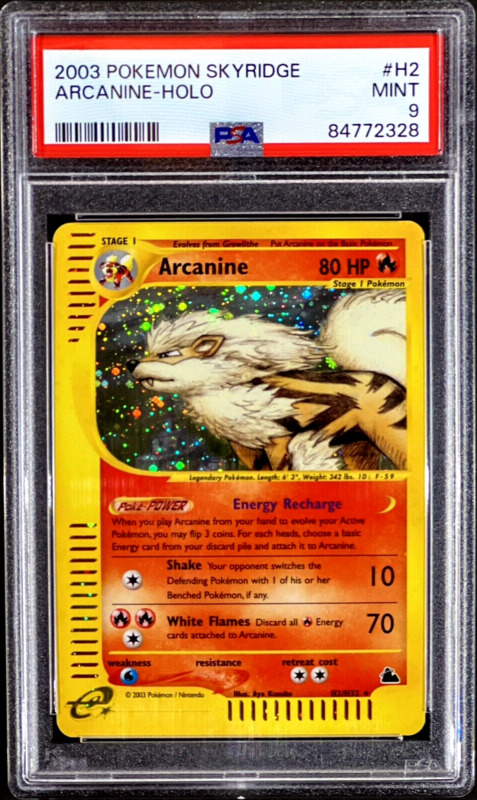 2003 POKEMON SKYRIDGE #H2
ARCANINE-HOLO MINT
9
PSA 84772328
STAGE 1 Evolves from Growlithe Put Arcanine on the Basic Pokémon
Arcanine 80 HP
Stage 1 Pokémon
Legendary Pokémon. Length: 6' 3", Weight: 342 lbs. ID: F-59
Poké-POWER Energy Recharge
When you play Arcanine from your hand to evolve your Active
Pokémon, you may flip 3 coins. For each heads, choose a basic
Energy card from your discard pile and attach it to Arcanine.
Shake Your opponent switches the
Defending Pokémon with 1 of his or her
Benched Pokémon, if any.
10
White Flames Discard all Energy
cards attached to Arcanine.
70
weakness resistance retreat cost
e
© 2003 Pokémon / Nintendo Illus. Aya Kusube H2/H32
PSA